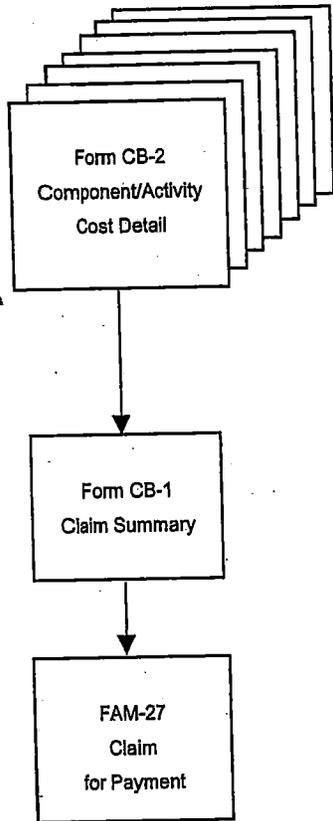 Form CB-2
Component/Activity
Cost Detail
Form CB-1
Claim Summary
FAM-27
Claim
for Payment